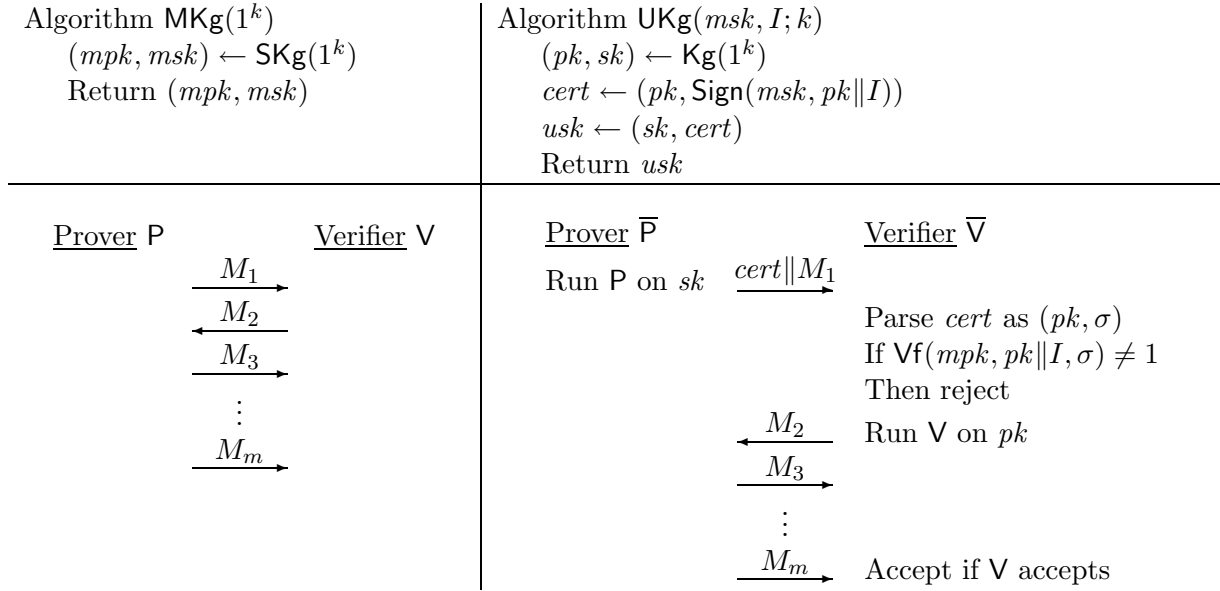 Algorithm MKg(1^k)
(mpk, msk) ← SKg(1^k)
Return (mpk, msk)
Algorithm UKg(msk, I; k)
(pk, sk) ← Kg(1^k)
cert ← (pk, Sign(msk, pk‖I))
usk ← (sk, cert)
Return usk
Prover P
Verifier V
M_1
M_2
M_3
⋮
M_m
Prover P̅
Verifier V̅
Run P on sk
cert‖M_1
Parse cert as (pk, σ)
If Vf(mpk, pk‖I, σ) ≠ 1
Then reject
M_2
Run V on pk
M_3
⋮
M_m
Accept if V accepts